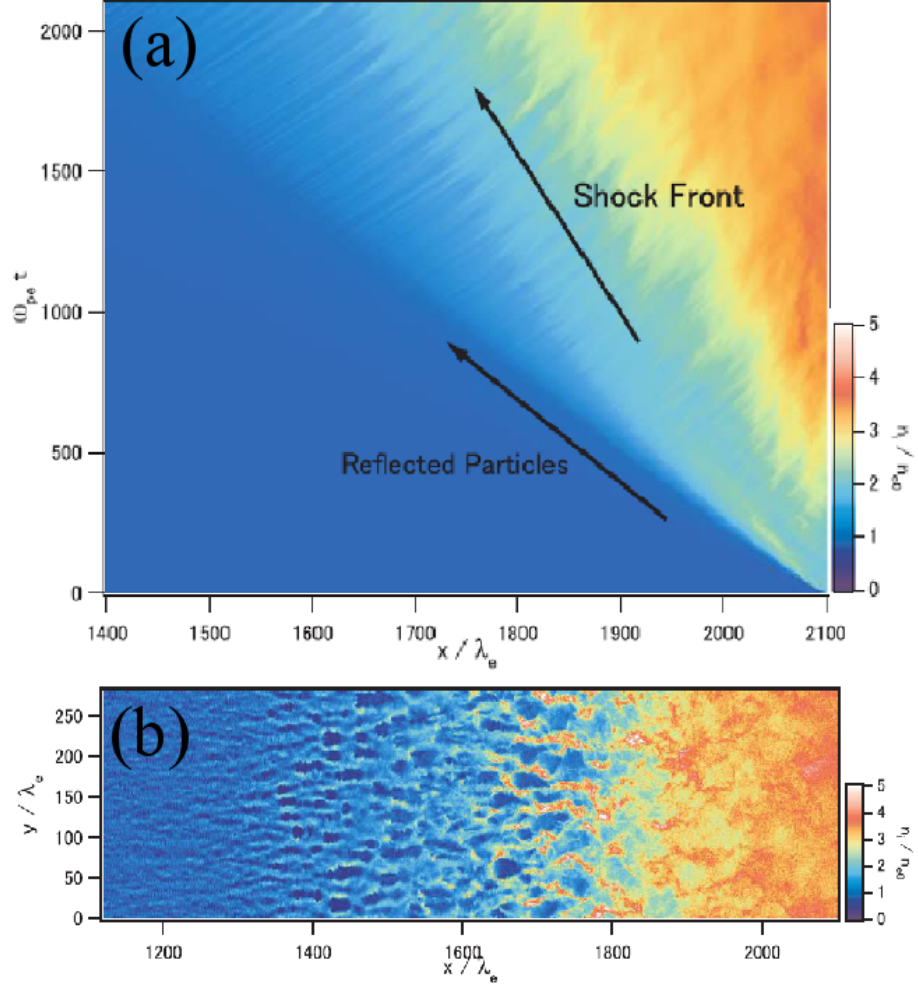 (a)
2000
1500
1000
500
0
ω_pe t
Shock Front
Reflected Particles
5
4
3
2
1
0
n_i / n_e0
1400 1500 1600 1700 1800 1900 2000 2100
x / λ_e
(b)
250
200
150
100
50
0
y / λ_e
5
4
3
2
1
0
n_i / n_e0
1200 1400 1600 1800 2000
x / λ_e